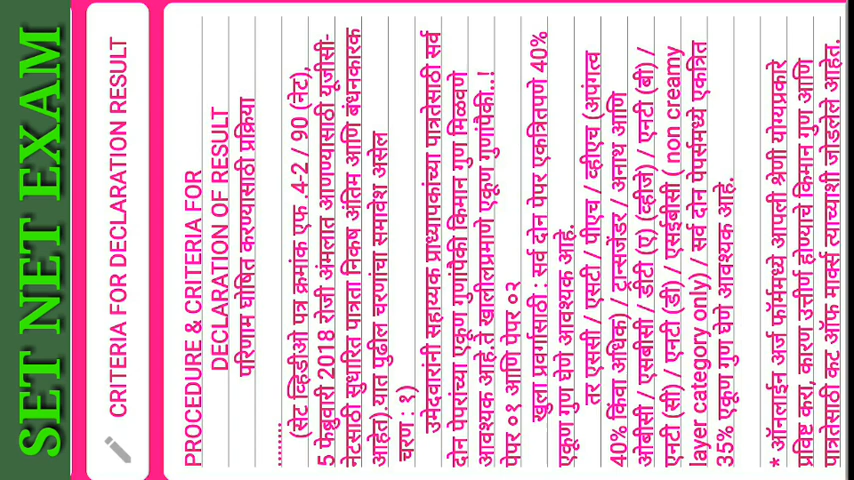 SET NET EXAM
CRITERIA FOR DECLARATION RESULT
PROCEDURE & CRITERIA FOR
DECLARATION OF RESULT
परिणाम घोषित करण्यासाठी प्रक्रिया
.........
(सेट व्हिडीओ पत्र क्रमांक एफ .4-2 / 90 (नेट),
5 फेब्रुवारी 2018 रोजी अंमलात आणण्यासाठी यूजीसी-
नेटसाठी सुधारित पात्रता निकष अंतिम आणि बंधनकारक
आहेत).यात पुढील चरणांचा समावेश असेल
चरण : १)
उमेदवारांनी सहाय्यक प्राध्यापकांच्या पात्रतेसाठी सर्व
दोन पेपरांच्या एकूण गुणांपैकी किमान गुण मिळवणे
आवश्यक आहे.ते खालीलप्रमाणे एकूण गुणांपैकी..!
पेपर ०१ आणि पेपर ०२
खुला प्रवर्गासाठी : सर्व दोन पेपर एकत्रितपणे 40%
एकूण गुण घेणे आवश्यक आहे.
तर एससी / एसटी / पीएच / व्हीएच (अपंगत्व
40% किंवा अधिक) / ट्रान्सजेंडर / अनाथ आणि
ओबीसी / एसबीसी / डीटी (ए) (व्हीजे) / एनटी (बी) /
एनटी (सी) / एनटी (डी) / एसईबीसी ( non creamy
layer category only) / सर्व दोन पेपर्समध्ये एकत्रित
35% एकूण गुण घेणे आवश्यक आहे.
* ऑनलाईन अर्ज फॉर्ममध्ये आपली श्रेणी योग्यप्रकारे
प्रविष्ट करा, कारण उत्तीर्ण होण्याचे किमान गुण आणि
पात्रतेसाठी कट ऑफ मार्क्स त्याच्याशी जोडलेले आहेत.